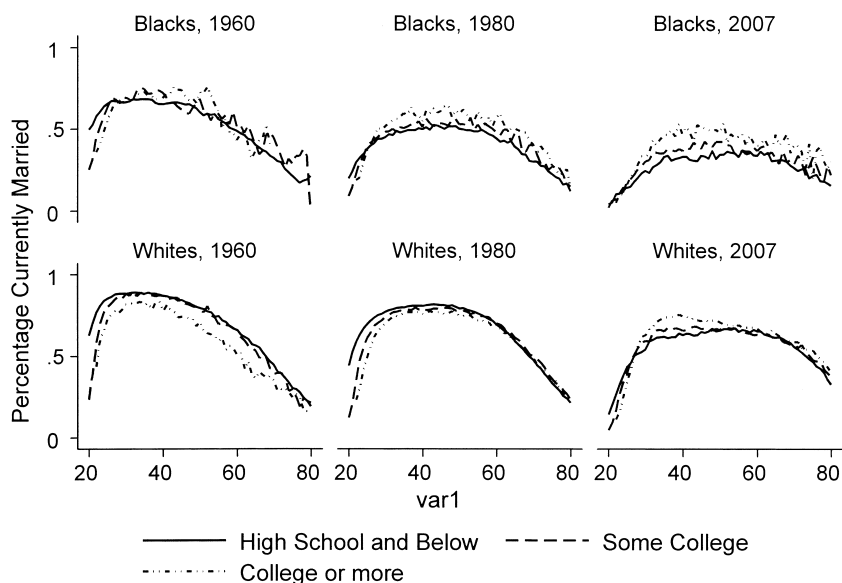 Blacks, 1960 Blacks, 1980 Blacks, 2007
1
.5
0
Whites, 1960 Whites, 1980 Whites, 2007
1
.5
0
Percentage Currently Married
20 40 60 80 20 40 60 80 20 40 60 80
var1
High School and Below Some College
College or more